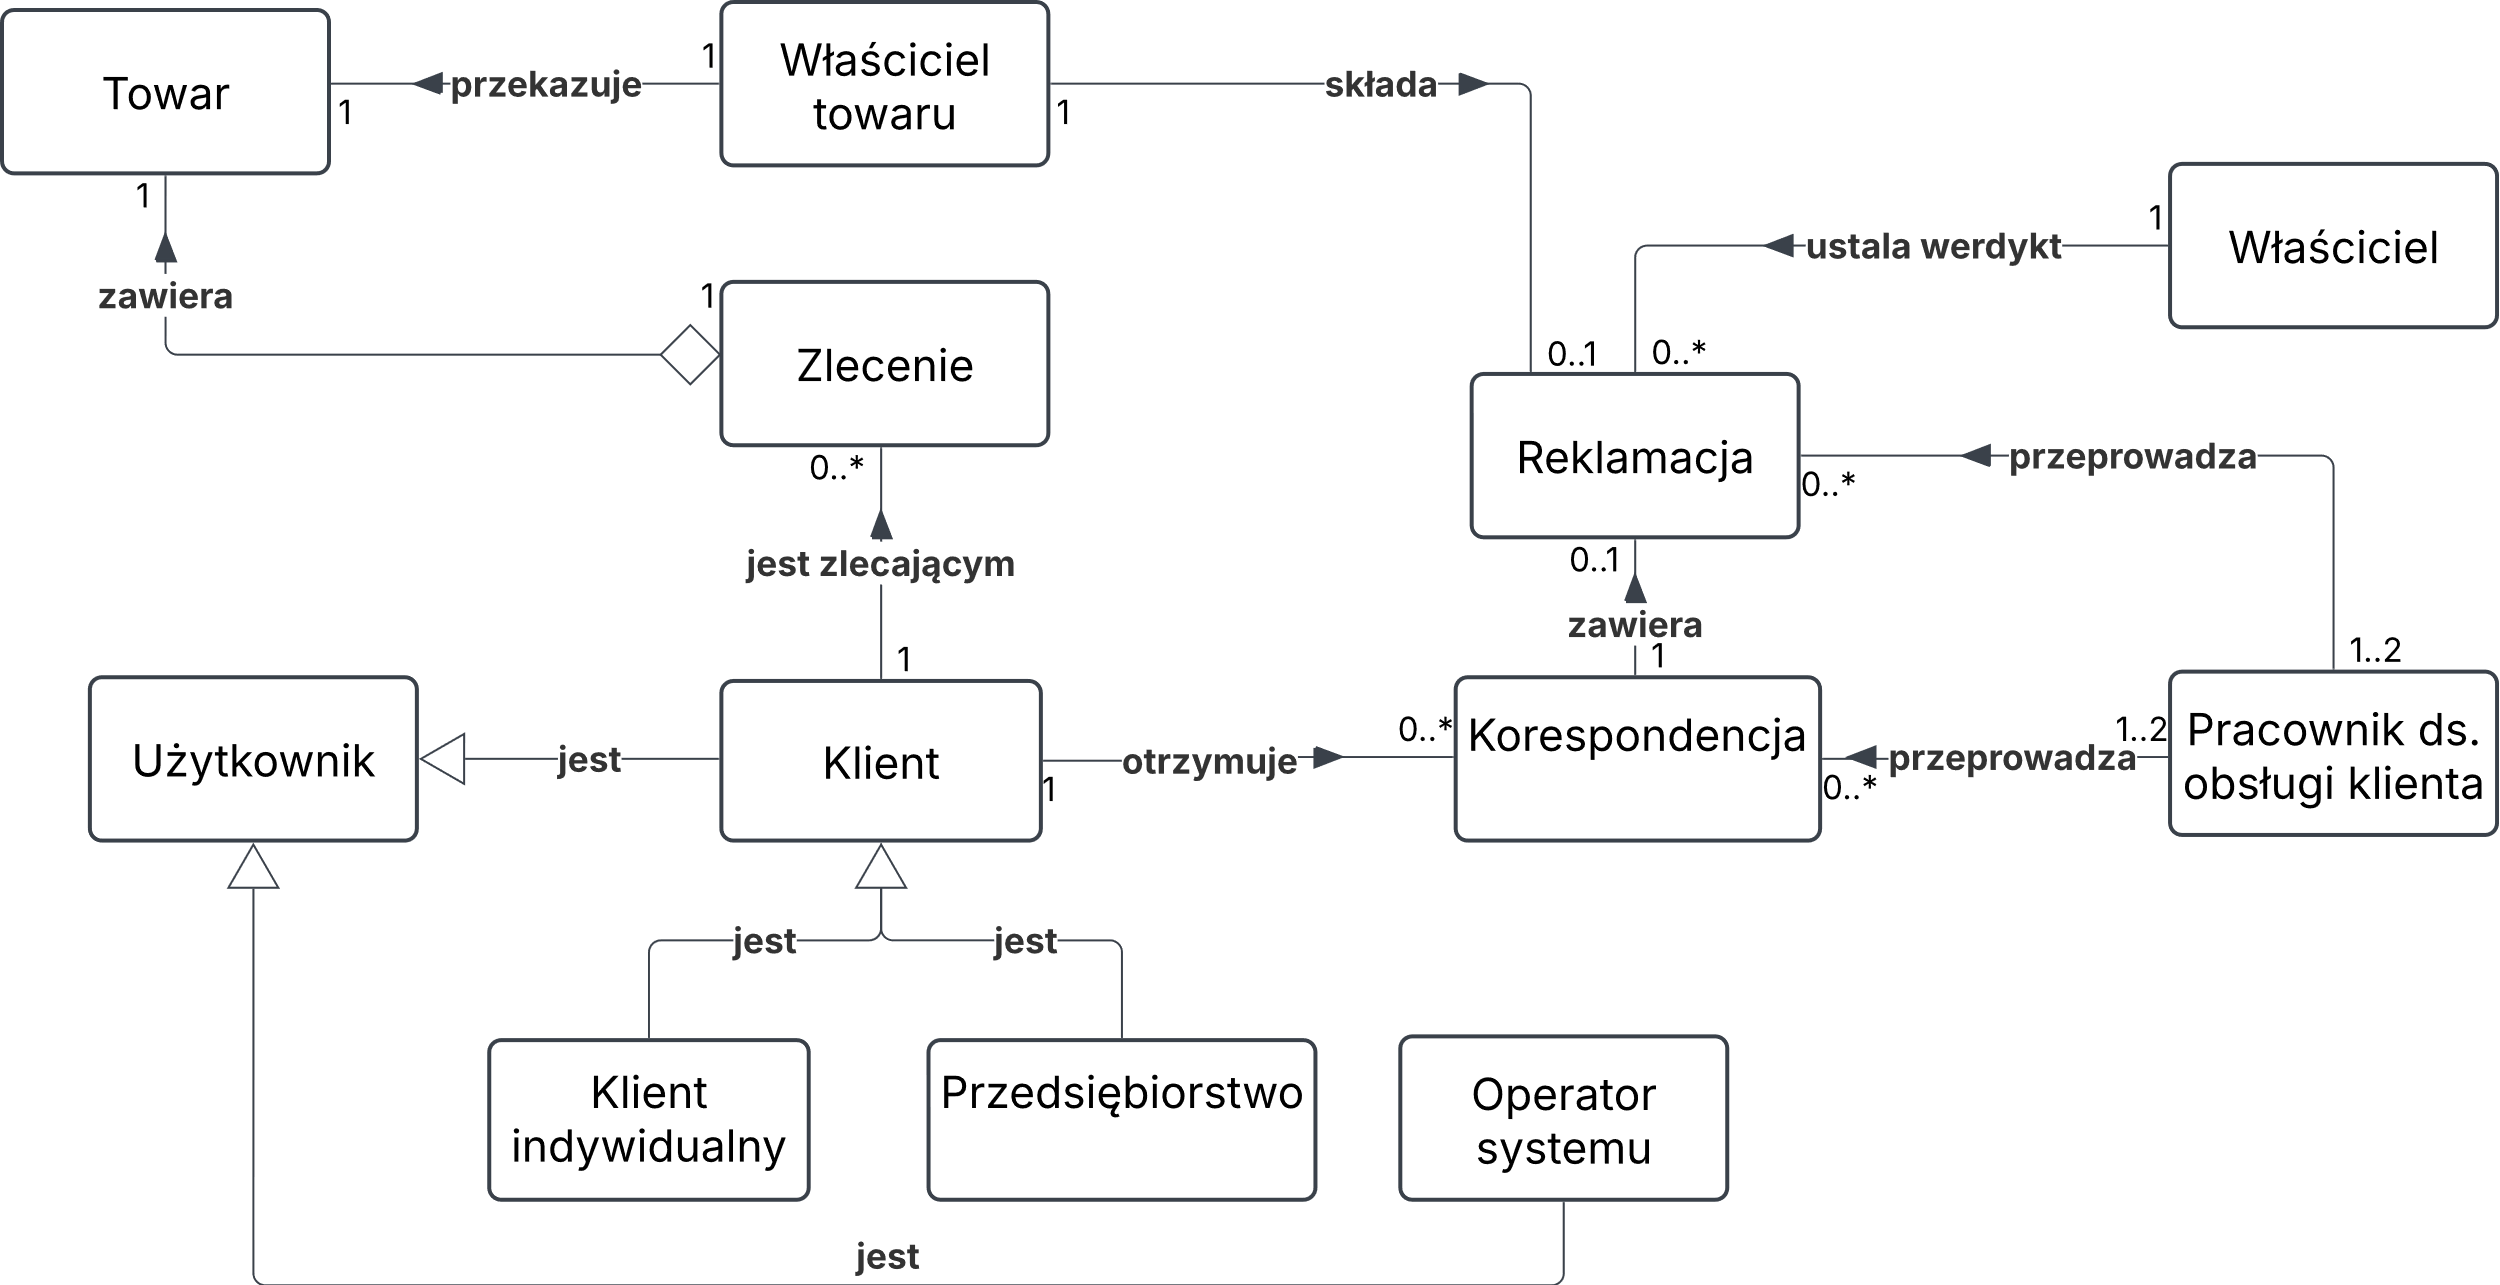 Towar
1
przekazuje
1
Właściciel
towaru
1
składa
1
zawiera
1
Zlecenie
0..*
jest zlecającym
1
ustala werdykt
1
Właściciel
0..1
0..*
Reklamacja
0..*
przeprowadza
1..2
0..1
zawiera
1
Użytkownik
jest
Klient
1
otrzymuje
0..*
Korespondencja
0..*
przeprowadza
1..2
Pracownik ds.
obsługi klienta
jest
jest
Klient
indywidualny
Przedsiębiorstwo
Operator
systemu
jest